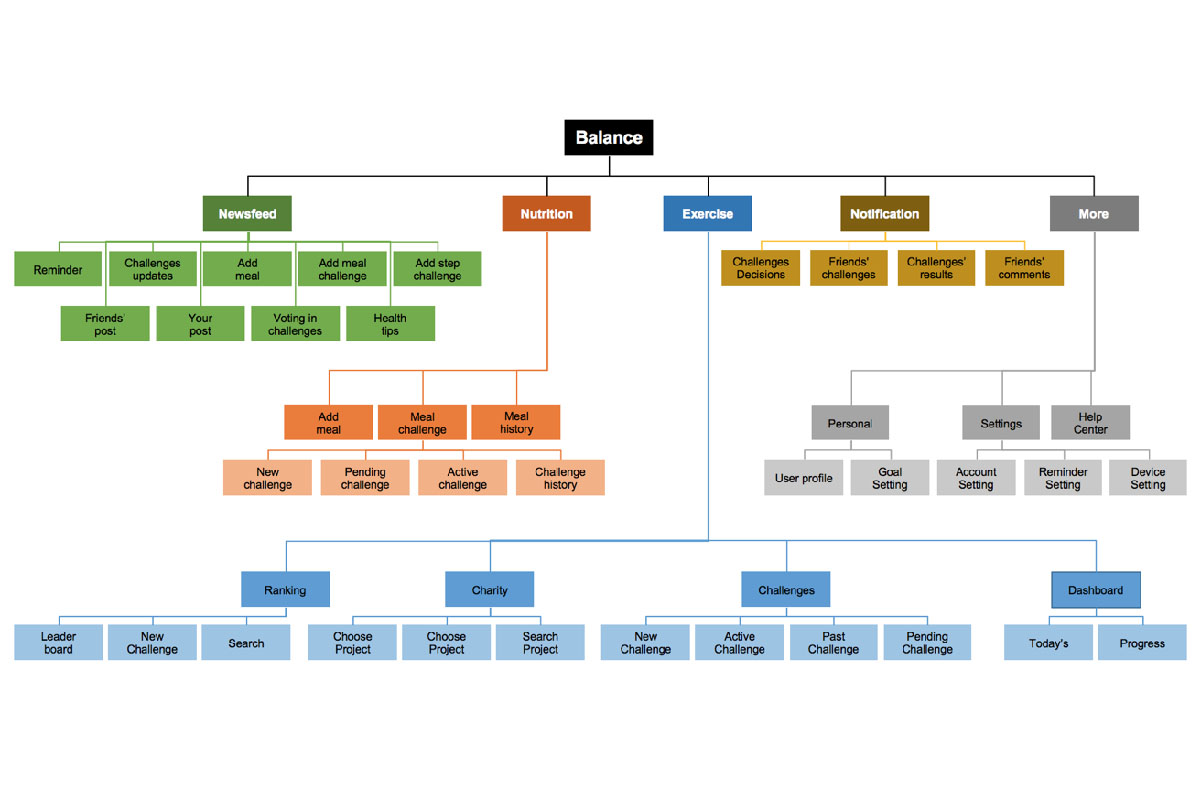 Balance
Newsfeed
Nutrition
Exercise
Notification
More
Reminder
Challenges
updates
Add
meal
Add meal
challenge
Add step
challenge
Friends'
post
Your
post
Voting in
challenges
Health
tips
Challenges
Decisions
Friends'
challenges
Challenges'
results
Friends'
comments
Add
meal
Meal
challenge
Meal
history
New
challenge
Pending
challenge
Active
challenge
Challenge
history
Personal
Settings
Help
Center
User profile
Goal
Setting
Account
Setting
Reminder
Setting
Device
Setting
Ranking
Charity
Challenges
Dashboard
Leader
board
New
Challenge
Search
Choose
Project
Choose
Project
Search
Project
New
Challenge
Active
Challenge
Past
Challenge
Pending
Challenge
Today's
Progress